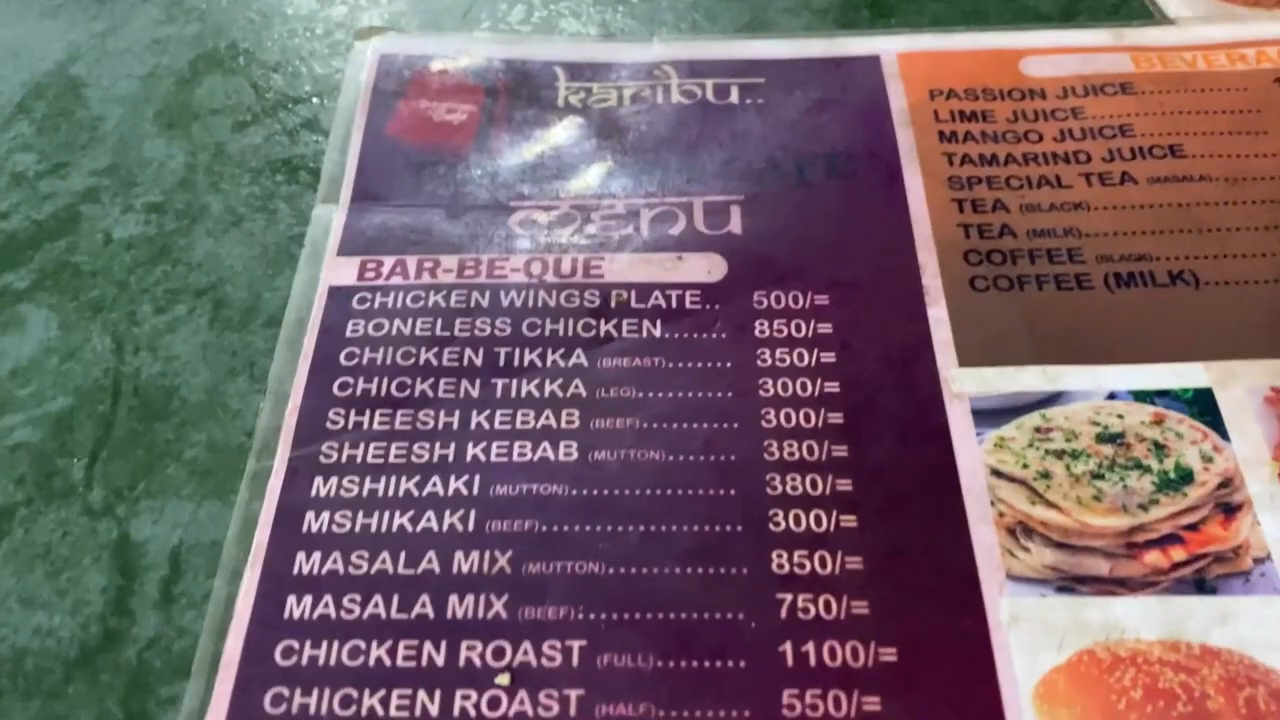 karibu..
menu
BAR-BE-QUE
CHICKEN WINGS PLATE.. 500/=
BONELESS CHICKEN....... 850/=
CHICKEN TIKKA (BREAST)....... 350/=
CHICKEN TIKKA (LEG).......... 300/=
SHEESH KEBAB (BEEF).......... 300/=
SHEESH KEBAB (MUTTON)....... 380/=
MSHIKAKI (MUTTON)................ 380/=
MSHIKAKI (BEEF)................... 300/=
MASALA MIX (MUTTON)............. 850/=
MASALA MIX (BEEF)................ 750/=
CHICKEN ROAST (FULL)........ 1100/=
CHICKEN ROAST (HALF)........ 550/=
PASSION JUICE............
LIME JUICE...................
MANGO JUICE..............
TAMARIND JUICE.........
SPECIAL TEA (MASALA)......
TEA (BLACK)....................
TEA (MILK)......................
COFFEE (BLACK).............
COFFEE (MILK)........